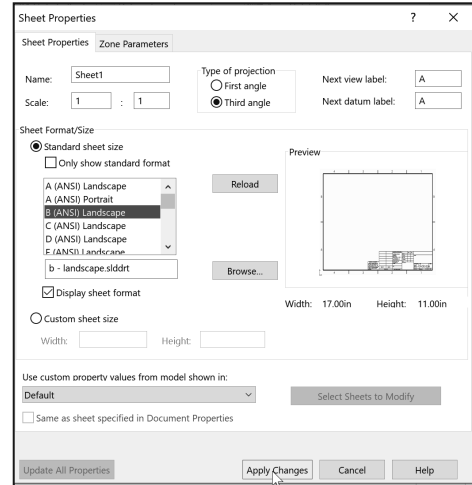 Sheet Properties ? X
Sheet Properties Zone Parameters
Name: Sheet1
Scale: 1 : 1
Type of projection
First angle
Third angle
Next view label: A
Next datum label: A
Sheet Format/Size
Standard sheet size
Only show standard format
A (ANSI) Landscape
A (ANSI) Portrait
B (ANSI) Landscape
C (ANSI) Landscape
D (ANSI) Landscape
E (ANSI) Landscape
b - landscape.slddrt
Display sheet format
Custom sheet size
Width: Height:
Reload
Browse...
Preview
Width: 17.00in Height: 11.00in
Use custom property values from model shown in:
Default
Select Sheets to Modify
Same as sheet specified in Document Properties
Update All Properties Apply Changes Cancel Help